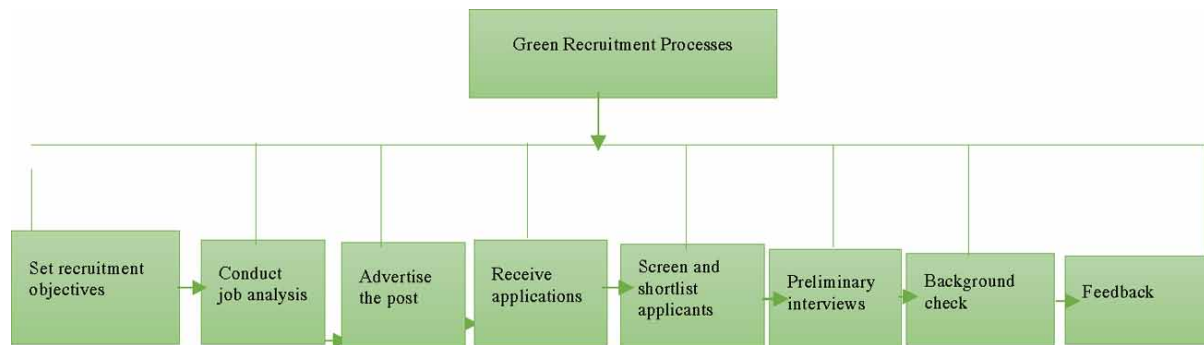 Green Recruitment Processes
Set recruitment
objectives
Conduct
job analysis
Advertise
the post
Receive
applications
Screen and
shortlist
applicants
Preliminary
interviews
Background
check
Feedback